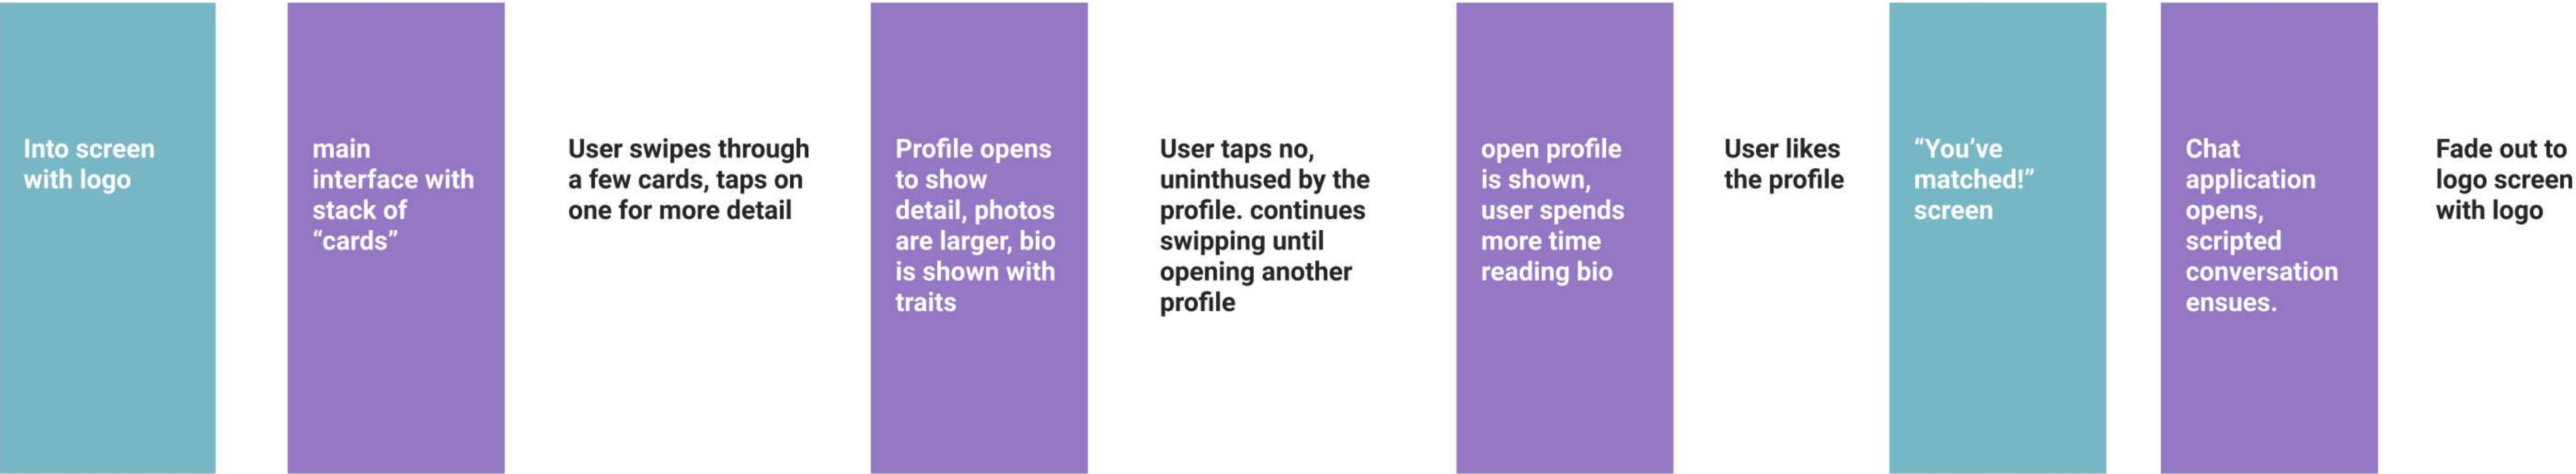 Into screen
with logo
main
interface with
stack of
“cards”
User swipes through
a few cards, taps on
one for more detail
Profile opens
to show
detail, photos
are larger, bio
is shown with
traits
User taps no,
uninthused by the
profile. continues
swipping until
opening another
profile
open profile
is shown,
user spends
more time
reading bio
User likes
the profile
“You’ve
matched!”
screen
Chat
application
opens,
scripted
conversation
ensues.
Fade out to
logo screen
with logo